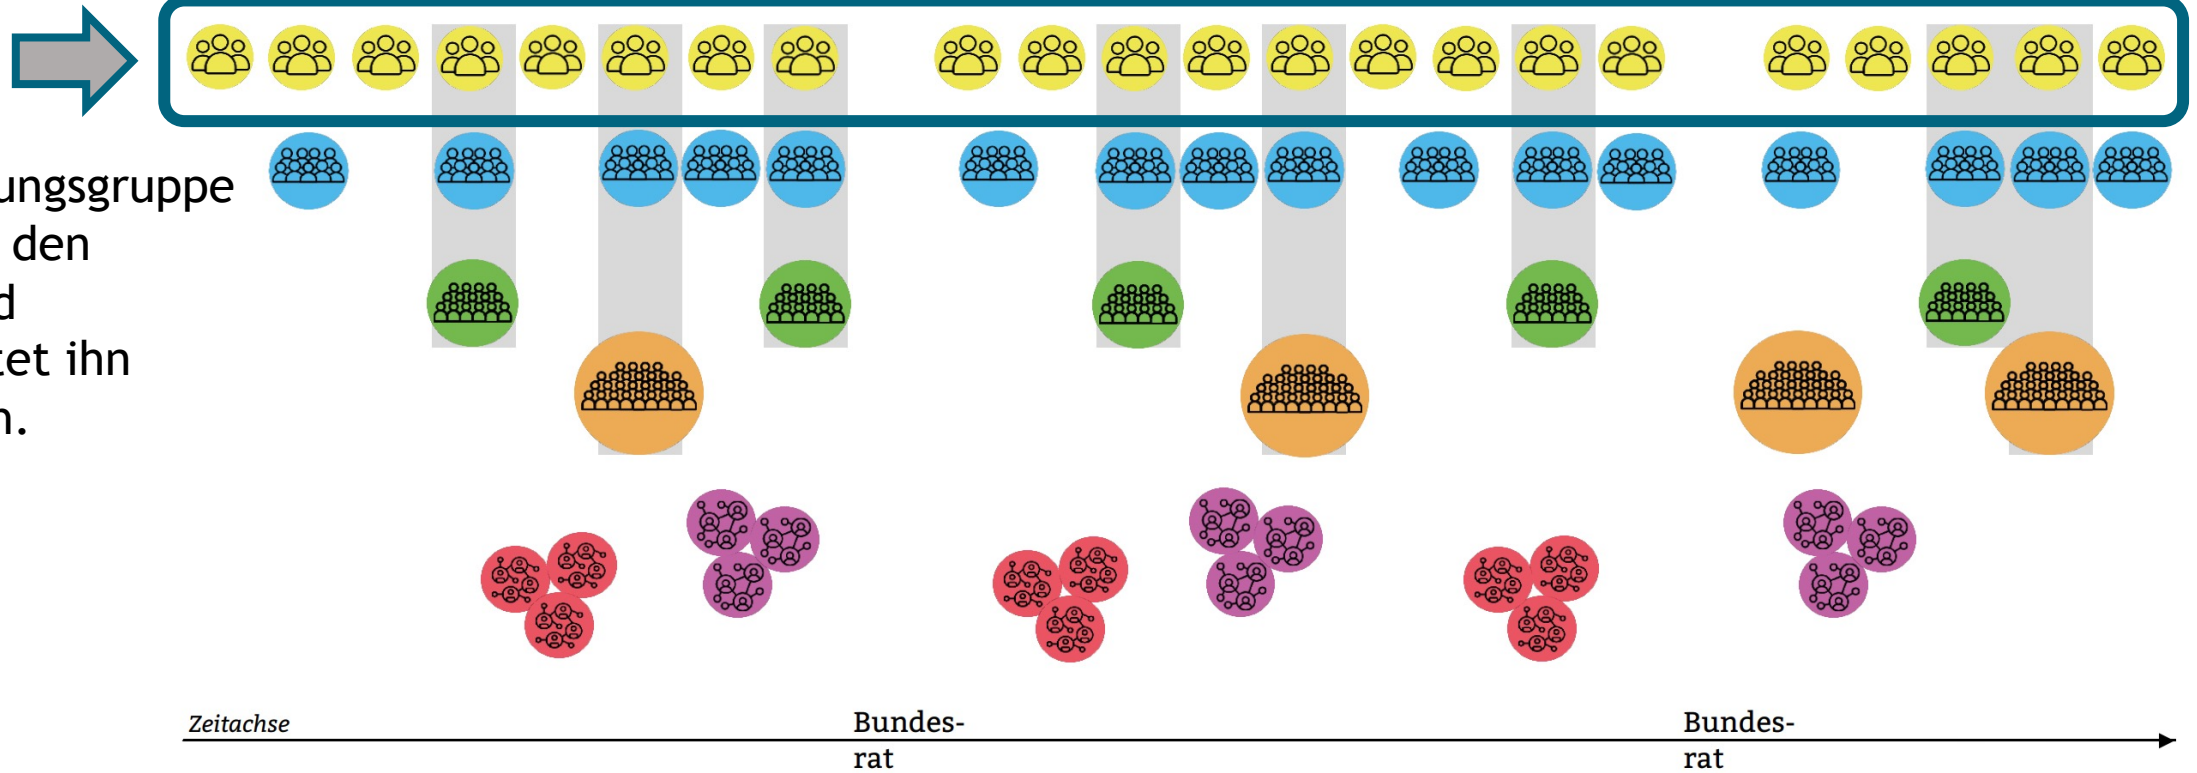 ungsgruppe
den
d
tet ihn
n.
Zeitachse
Bundes-
rat
Bundes-
rat